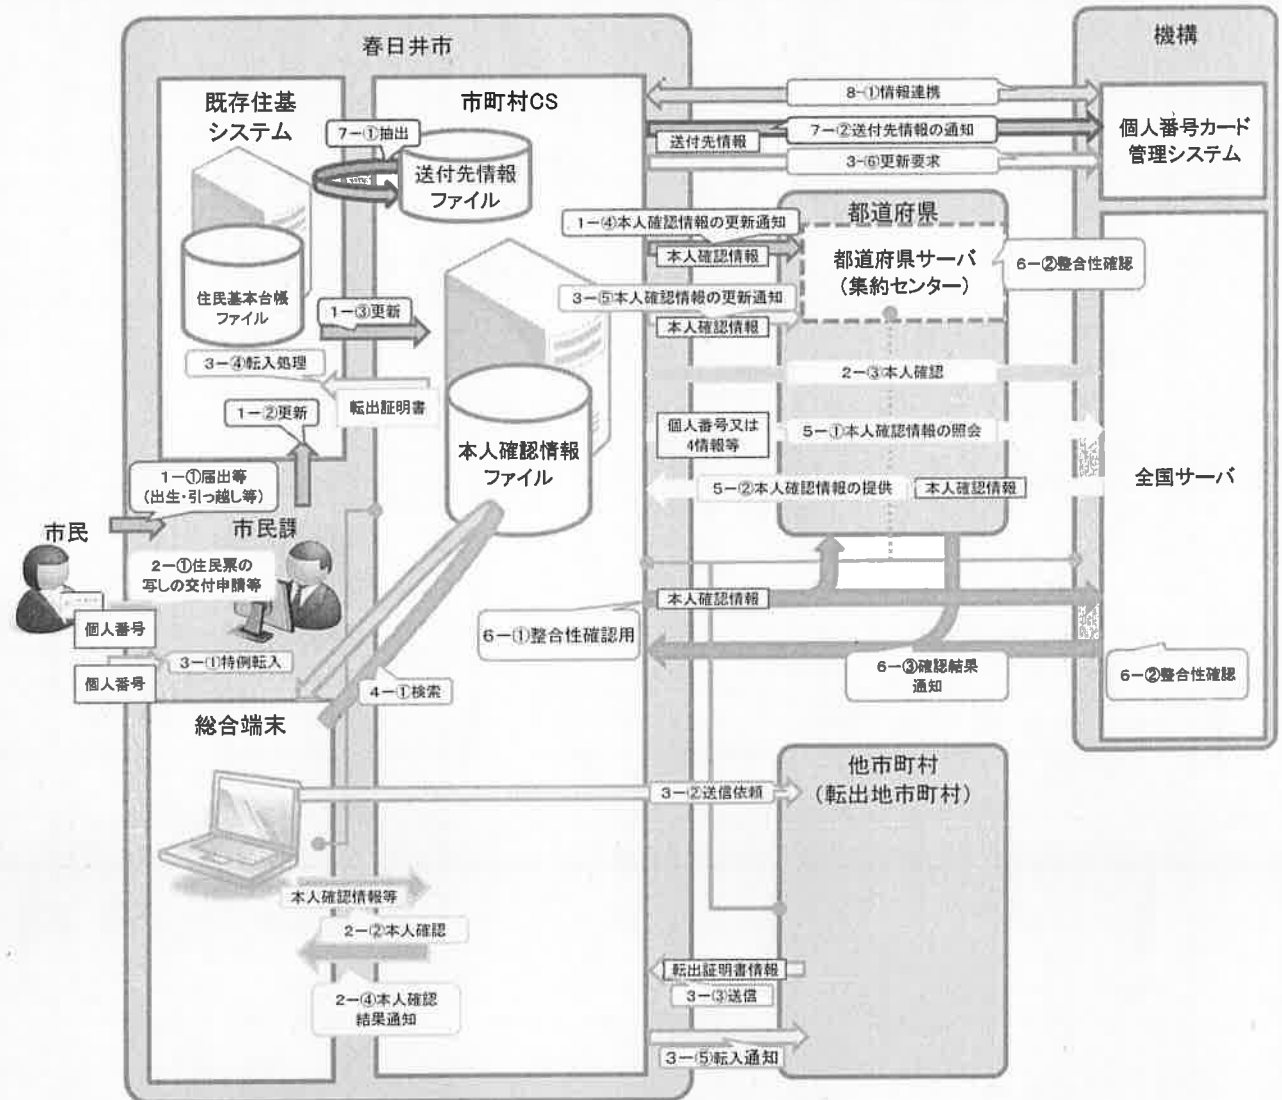 春日井市
機構
既存住基
システム
市町村CS
7-①抽出
送付先情報
ファイル
8-①情報連携
7-②送付先情報の通知
送付先情報
3-⑥更新要求
個人番号カード
管理システム
都道府県
1-④本人確認情報の更新通知
本人確認情報
都道府県サーバ
(集約センター)
6-②整合性確認
住民基本台帳
ファイル
1-③更新
3-⑤本人確認情報の更新通知
本人確認情報
3-④転入処理
転出証明書
2-③本人確認
1-②更新
本人確認情報
ファイル
個人番号又は
4情報等
5-①本人確認情報の照会
全国サーバ
1-①届出等
(出生・引っ越し等)
5-②本人確認情報の提供
本人確認情報
市民
市民課
2-①住民票の
写しの交付申請等
個人番号
本人確認情報
6-①整合性確認用
3-①特例転入
個人番号
4-①検索
6-③確認結果
通知
6-②整合性確認
総合端末
他市町村
(転出地市町村)
3-②送信依頼
本人確認情報等
2-②本人確認
転出証明書情報
3-③送信
2-④本人確認
結果通知
3-⑤転入通知